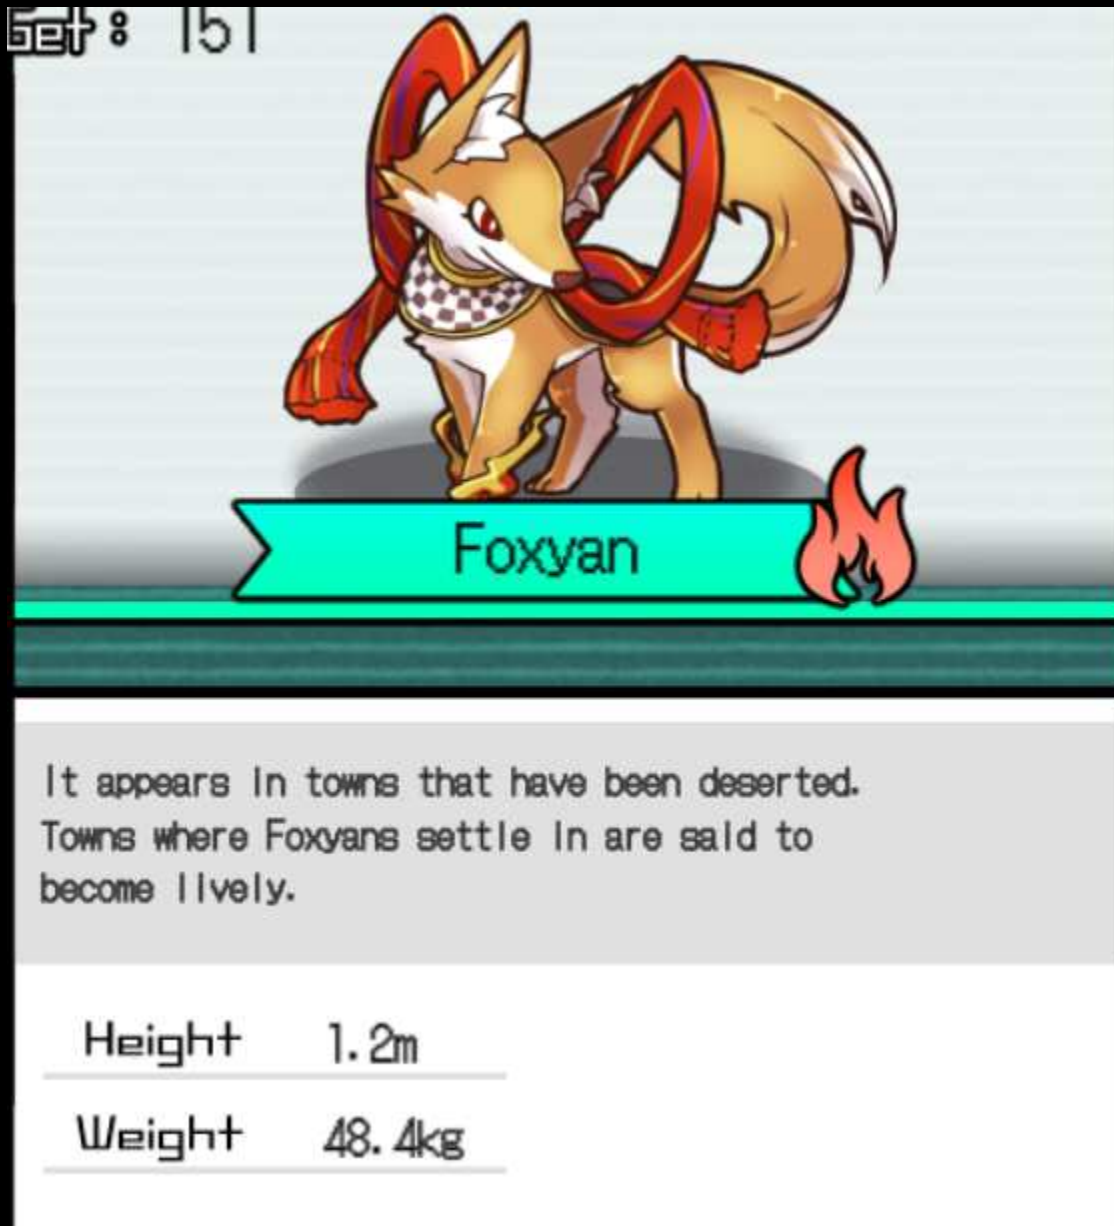 Get: 151
Foxyan
It appears in towns that have been deserted.
Towns where Foxyans settle in are said to
become lively.
Height 1.2m
Weight 48.4kg